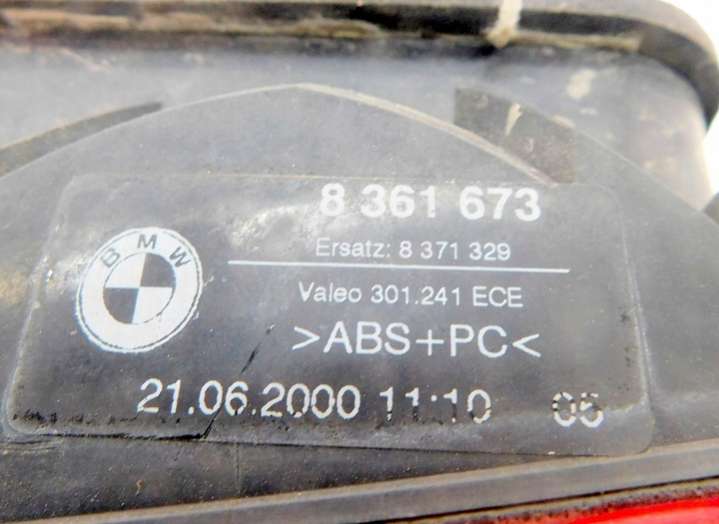 8 361 673
Ersatz: 8 371 329
BMW
Valeo 301.241 ECE
>ABS+PC<
21.06.2000 11:10 05